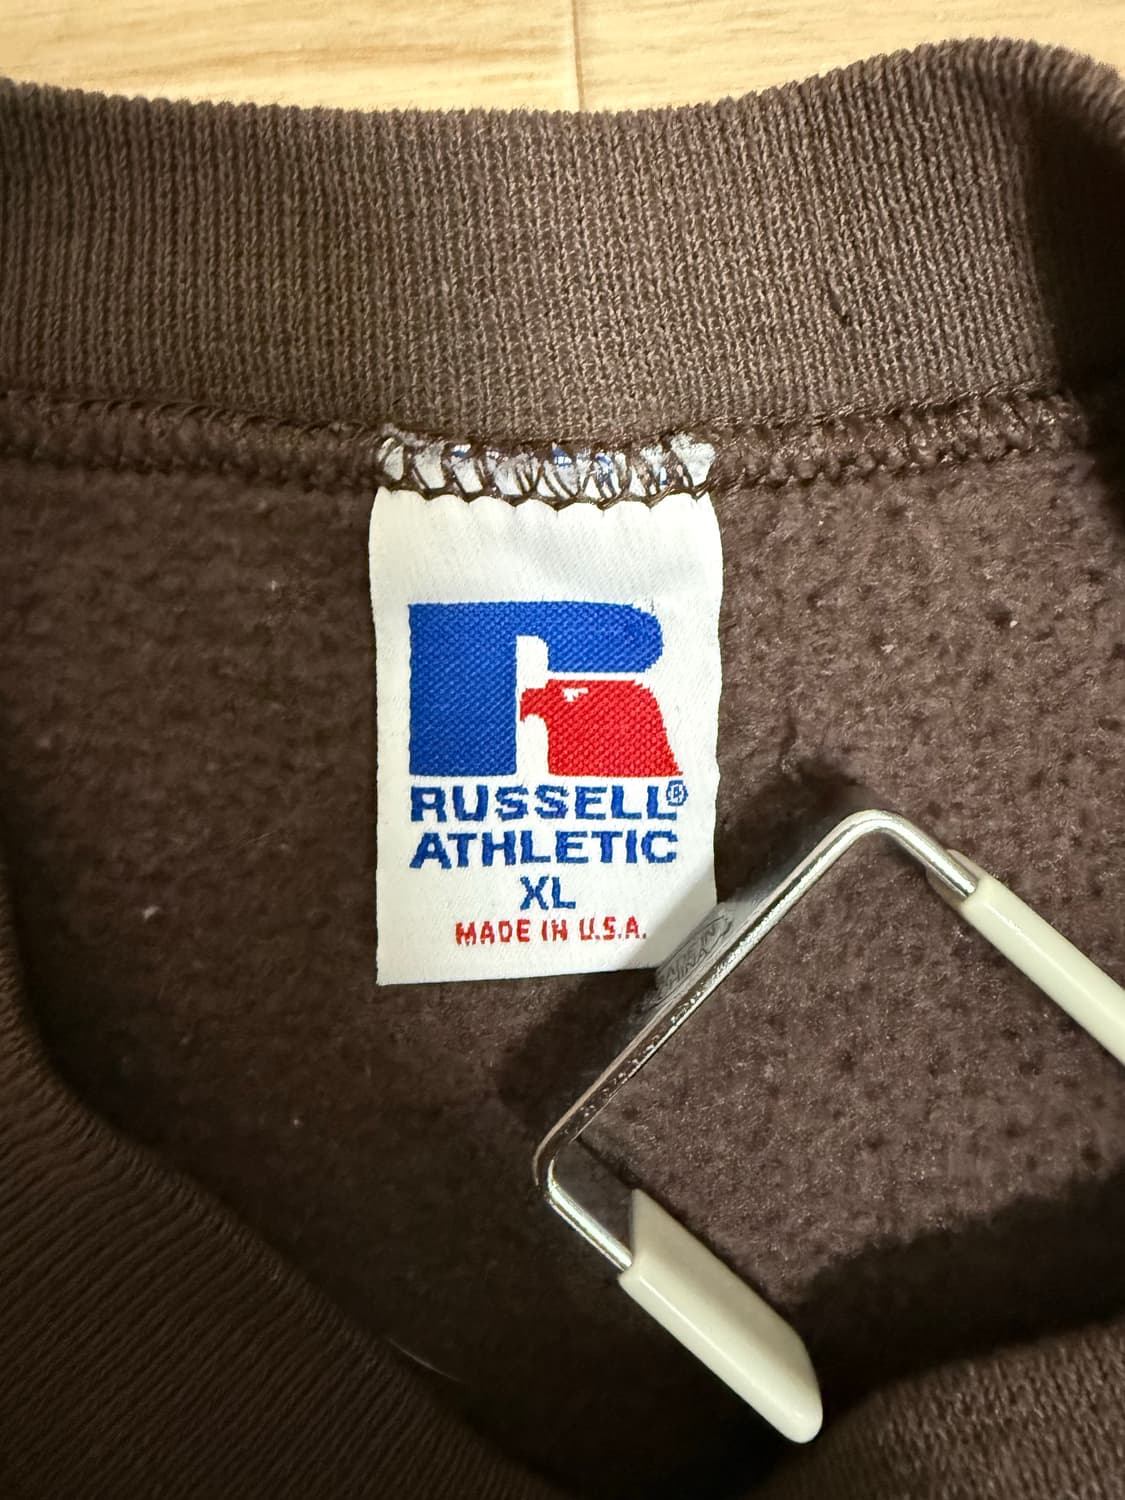 RUSSELL®
ATHLETIC
XL
MADE IN U.S.A.